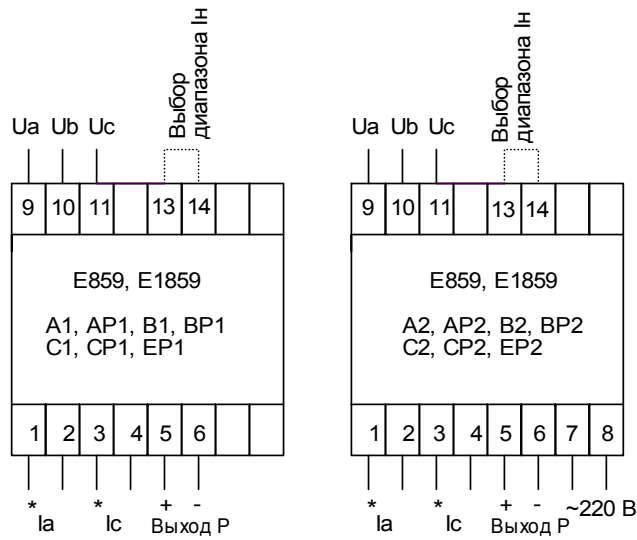 Выбор
диапазона Iн
Ua Ub Uc
9 10 11 13 14
E859, E1859
A1, AP1, B1, BP1
C1, CP1, EP1
1 2 3 4 5 6
* * + -
Ia Ic Выход P
Выбор
диапазона Iн
Ua Ub Uc
9 10 11 13 14
E859, E1859
A2, AP2, B2, BP2
C2, CP2, EP2
1 2 3 4 5 6 7 8
* * + - ~220 В
Ia Ic Выход P